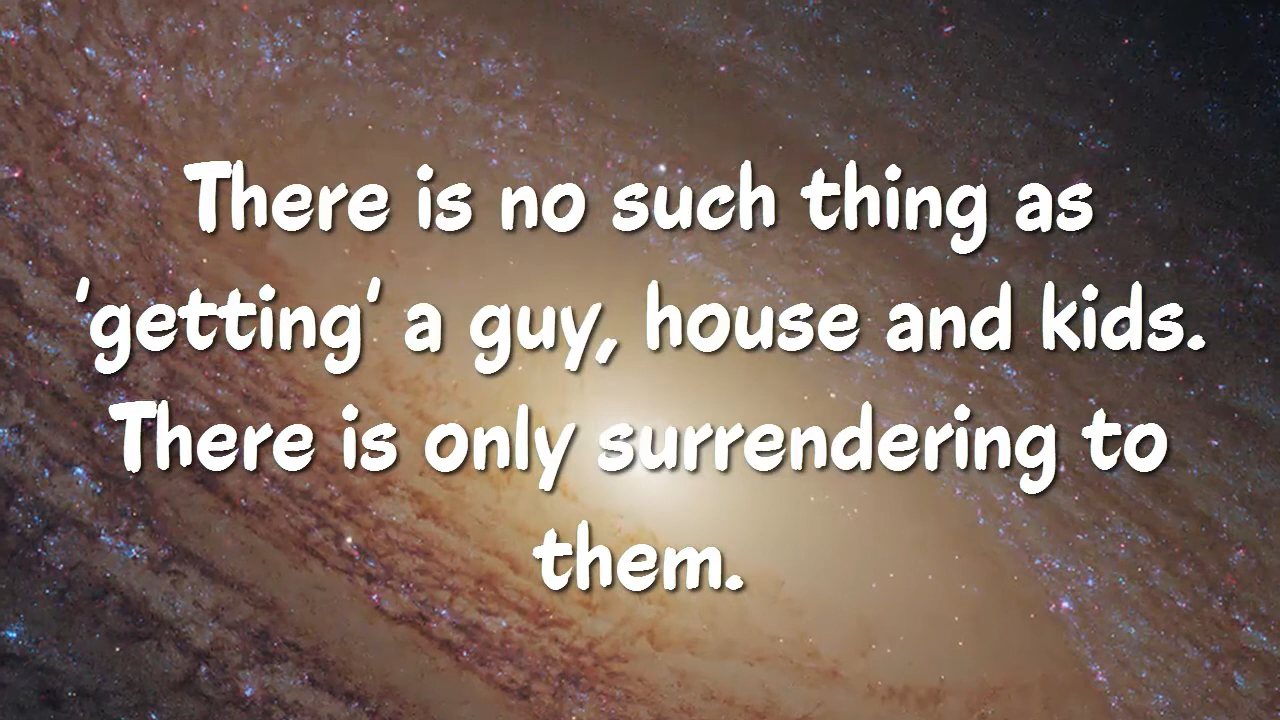 There is no such thing as
'getting' a guy, house and kids.
There is only surrendering to
them.